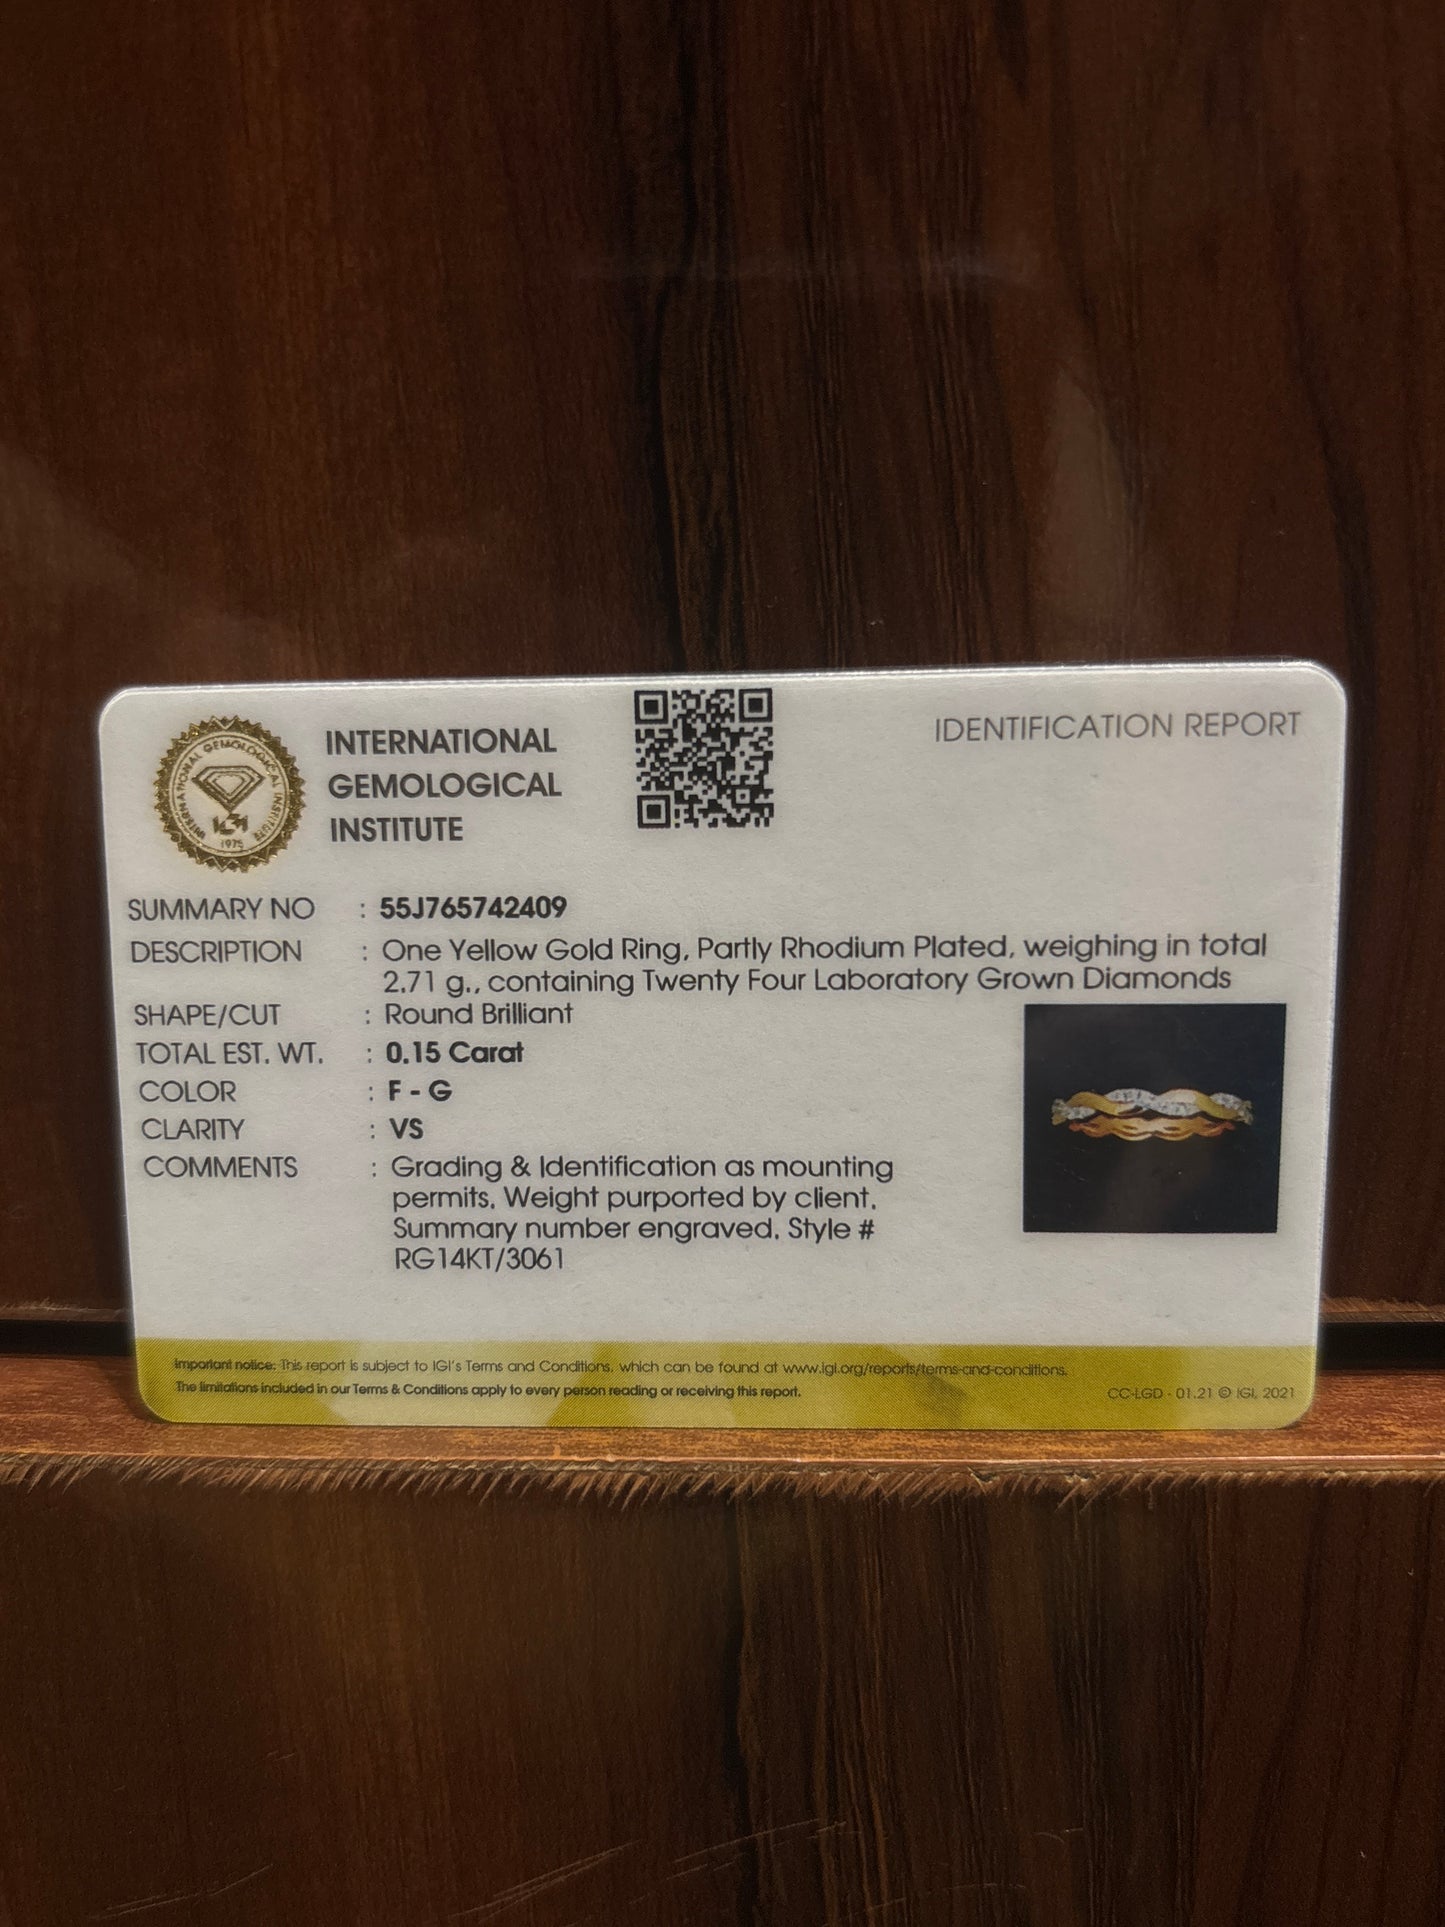 INTERNATIONAL GEMOLOGICAL INSTITUTE
IGI
1975
INTERNATIONAL
GEMOLOGICAL
INSTITUTE
IDENTIFICATION REPORT
SUMMARY NO : 55J765742409
DESCRIPTION : One Yellow Gold Ring, Partly Rhodium Plated, weighing in total
2.71 g., containing Twenty Four Laboratory Grown Diamonds
SHAPE/CUT : Round Brilliant
TOTAL EST. WT. : 0.15 Carat
COLOR : F - G
CLARITY : VS
COMMENTS : Grading & Identification as mounting
permits. Weight purported by client.
Summary number engraved. Style #
RG14KT/3061
Important notice: This report is subject to IGI's Terms and Conditions, which can be found at www.igi.org/reports/terms-and-conditions.
The limitations included in our Terms & Conditions apply to every person reading or receiving this report.
CC-LGD - 01.21 © IGI, 2021